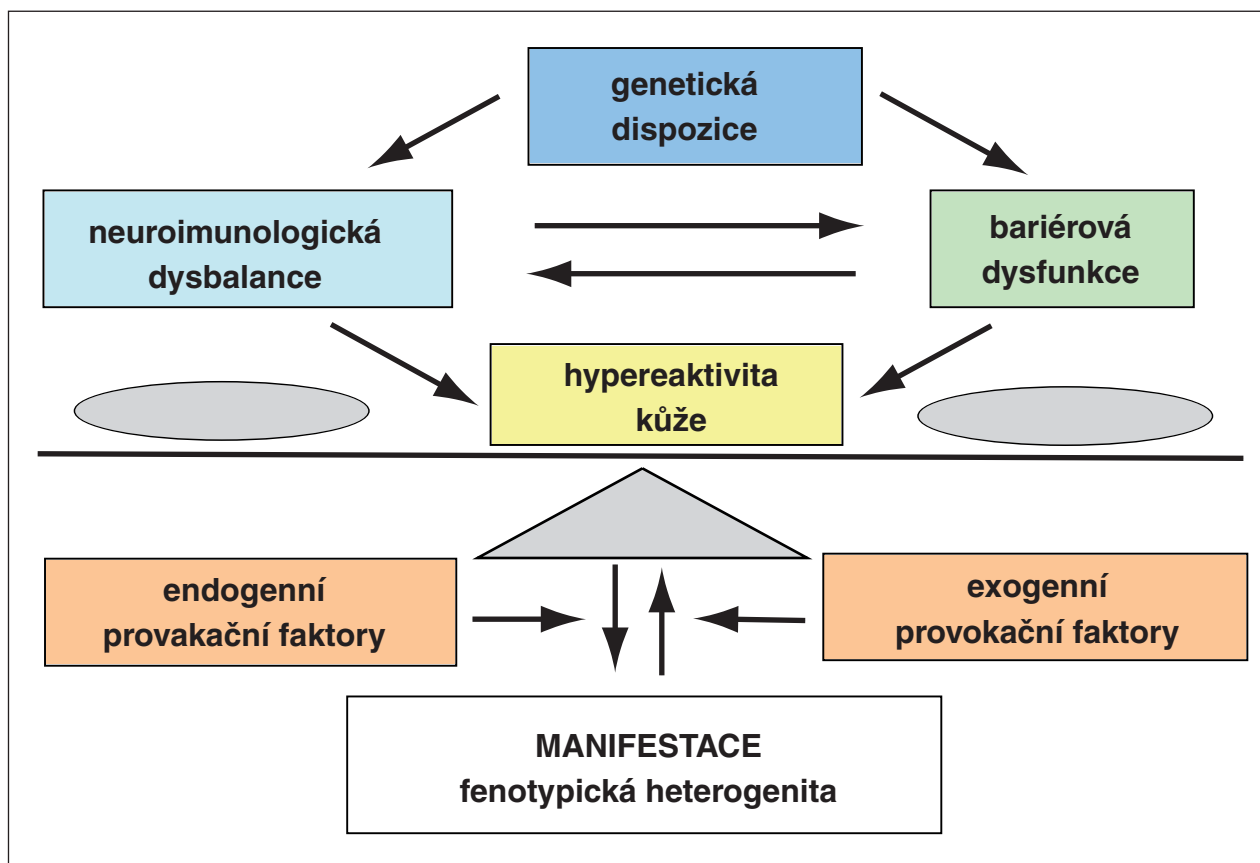 genetická
dispozice
neuroimunologická
dysbalance
bariérová
dysfunkce
hypereaktivita
kůže
endogenní
provakační faktory
exogenní
provokační faktory
MANIFESTACE
fenotypická heterogenita